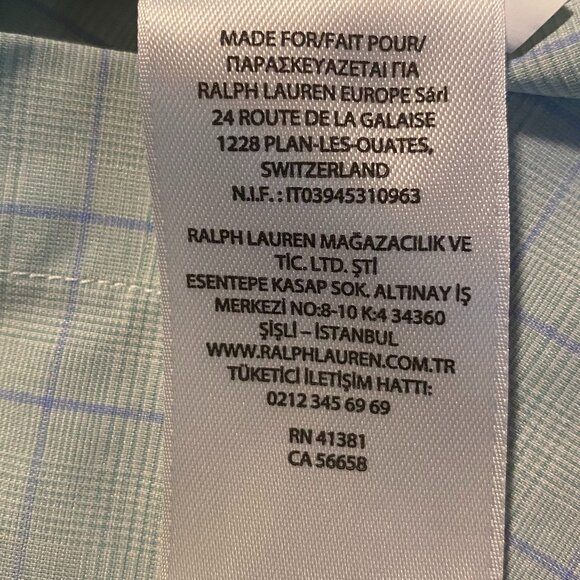 MADE FOR/FAIT POUR/
ΠΑΡΑΣΚΕΥΑΖΕΤΑΙ ΓΙΑ
RALPH LAUREN EUROPE Sárl
24 ROUTE DE LA GALAISE
1228 PLAN-LES-OUATES,
SWITZERLAND
N.I.F. : IT03945310963
RALPH LAUREN MAĞAZACILIK VE
TİC. LTD. ŞTİ
ESENTEPE KASAP SOK. ALTINAY İŞ
MERKEZİ NO:8-10 K:4 34360
ŞİŞLİ – İSTANBUL
WWW.RALPHLAUREN.COM.TR
TÜKETİCİ İLETİŞİM HATTI:
0212 345 69 69
RN 41381
CA 56658